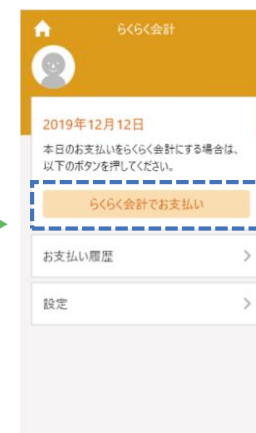 らくらく会計
2019年12月12日
本日のお支払いをらくらく会計にする場合は、
以下のボタンを押してください。
らくらく会計でお支払い
お支払い履歴
設定